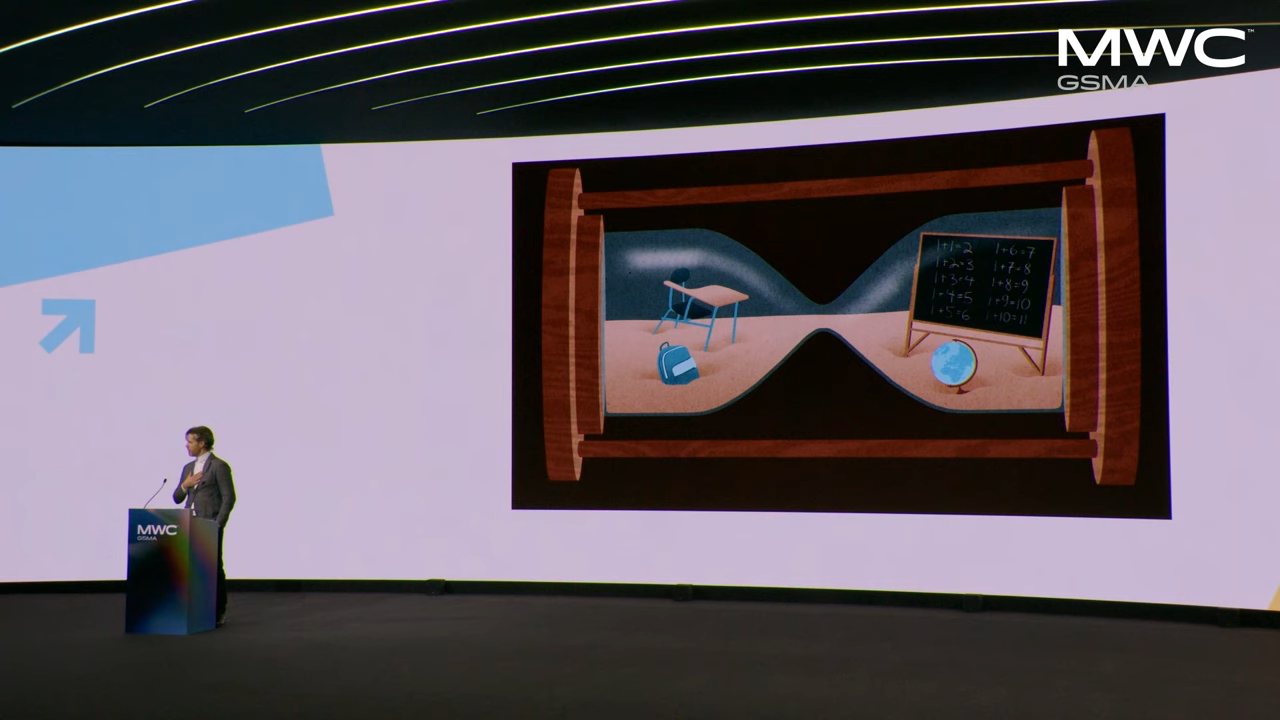 MWC™
GSMA
1+1=2
1+2=3
1+3=4
1+4=5
1+5=6
1+6=7
1+7=8
1+8=9
1+9=10
1+10=11
MWC
GSMA